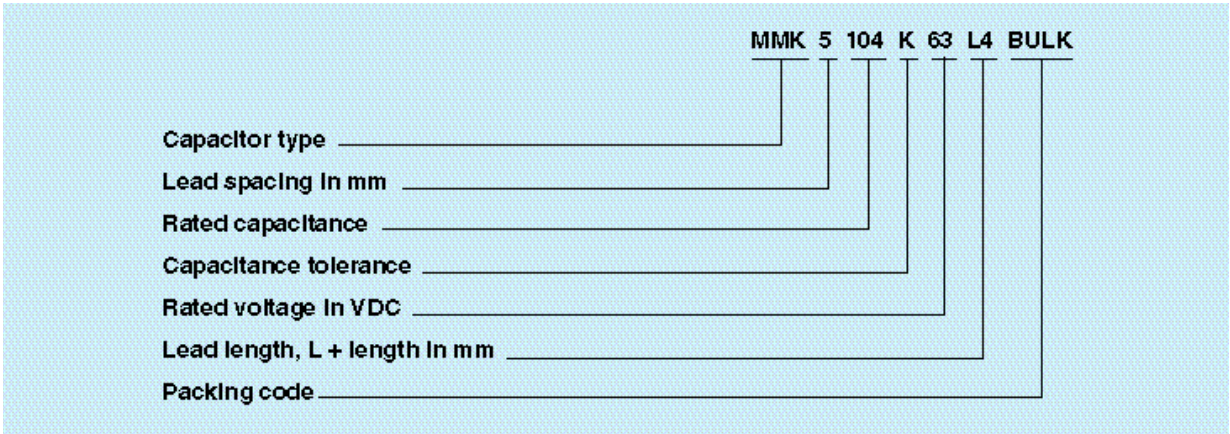 MMK 5 104 K 63 L4 BULK
Capacitor type
Lead spacing in mm
Rated capacitance
Capacitance tolerance
Rated voltage in VDC
Lead length, L + length in mm
Packing code